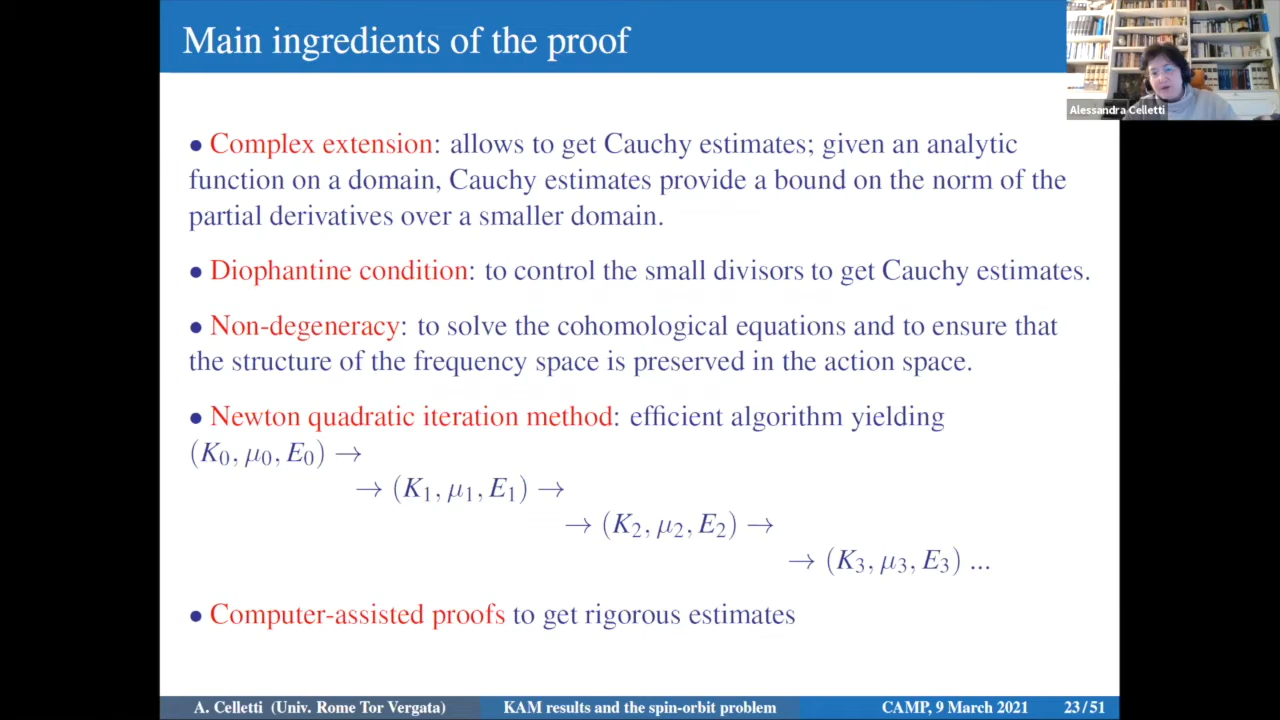 Main ingredients of the proof
Alessandra Celletti
• Complex extension: allows to get Cauchy estimates; given an analytic
function on a domain, Cauchy estimates provide a bound on the norm of the
partial derivatives over a smaller domain.
• Diophantine condition: to control the small divisors to get Cauchy estimates.
• Non-degeneracy: to solve the cohomological equations and to ensure that
the structure of the frequency space is preserved in the action space.
• Newton quadratic iteration method: efficient algorithm yielding
(K₀, μ₀, E₀) →
→ (K₁, μ₁, E₁) →
→ (K₂, μ₂, E₂) →
→ (K₃, μ₃, E₃) ...
• Computer-assisted proofs to get rigorous estimates
A. Celletti (Univ. Rome Tor Vergata) KAM results and the spin-orbit problem CAMP, 9 March 2021 23/51